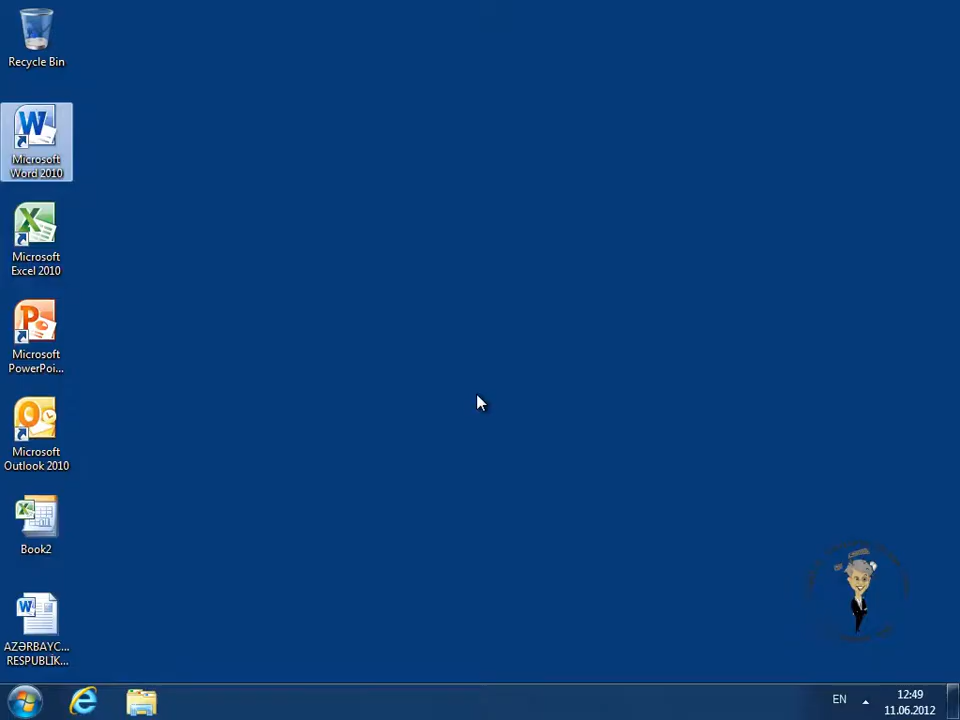 Recycle Bin
Microsoft
Word 2010
Microsoft
Excel 2010
Microsoft
PowerPoi...
Microsoft
Outlook 2010
Book2
AZƏRBAYC...
RESPUBLİK...
EN
12:49
11.06.2012